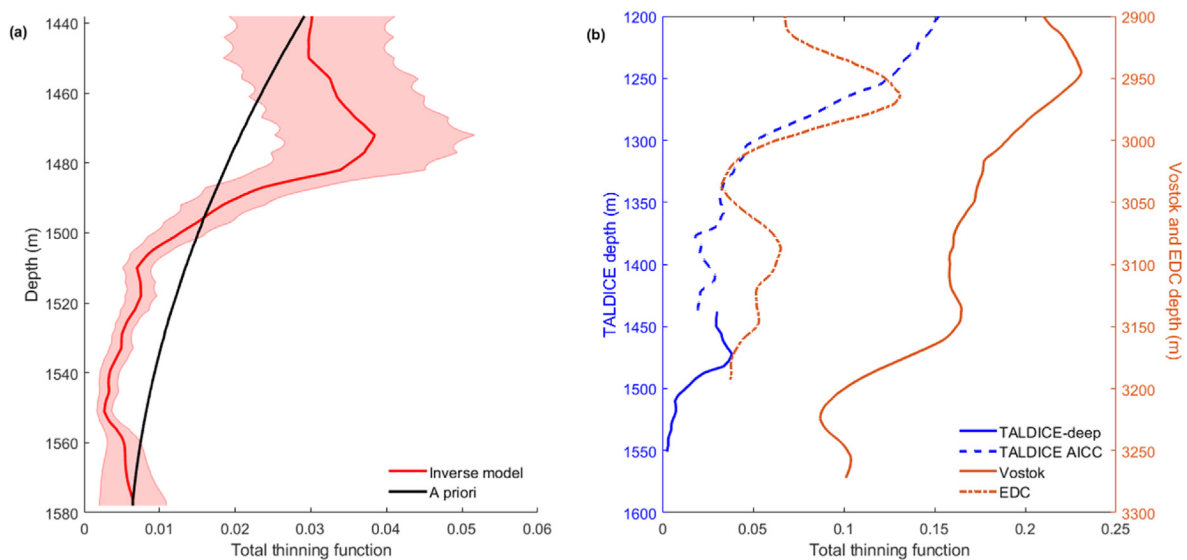 (a)
1440
1460
1480
1500
1520
1540
1560
1580
Depth (m)
0
0.01
0.02
0.03
0.04
0.05
0.06
Total thinning function
Inverse model
A priori
(b)
1200
1250
1300
1350
1400
1450
1500
1550
1600
TALDICE depth (m)
0
0.05
0.1
0.15
0.2
0.25
Total thinning function
2900
2950
3000
3050
3100
3150
3200
3250
3300
Vostok and EDC depth
(m)
TALDICE-deep
TALDICE AICC
Vostok
EDC